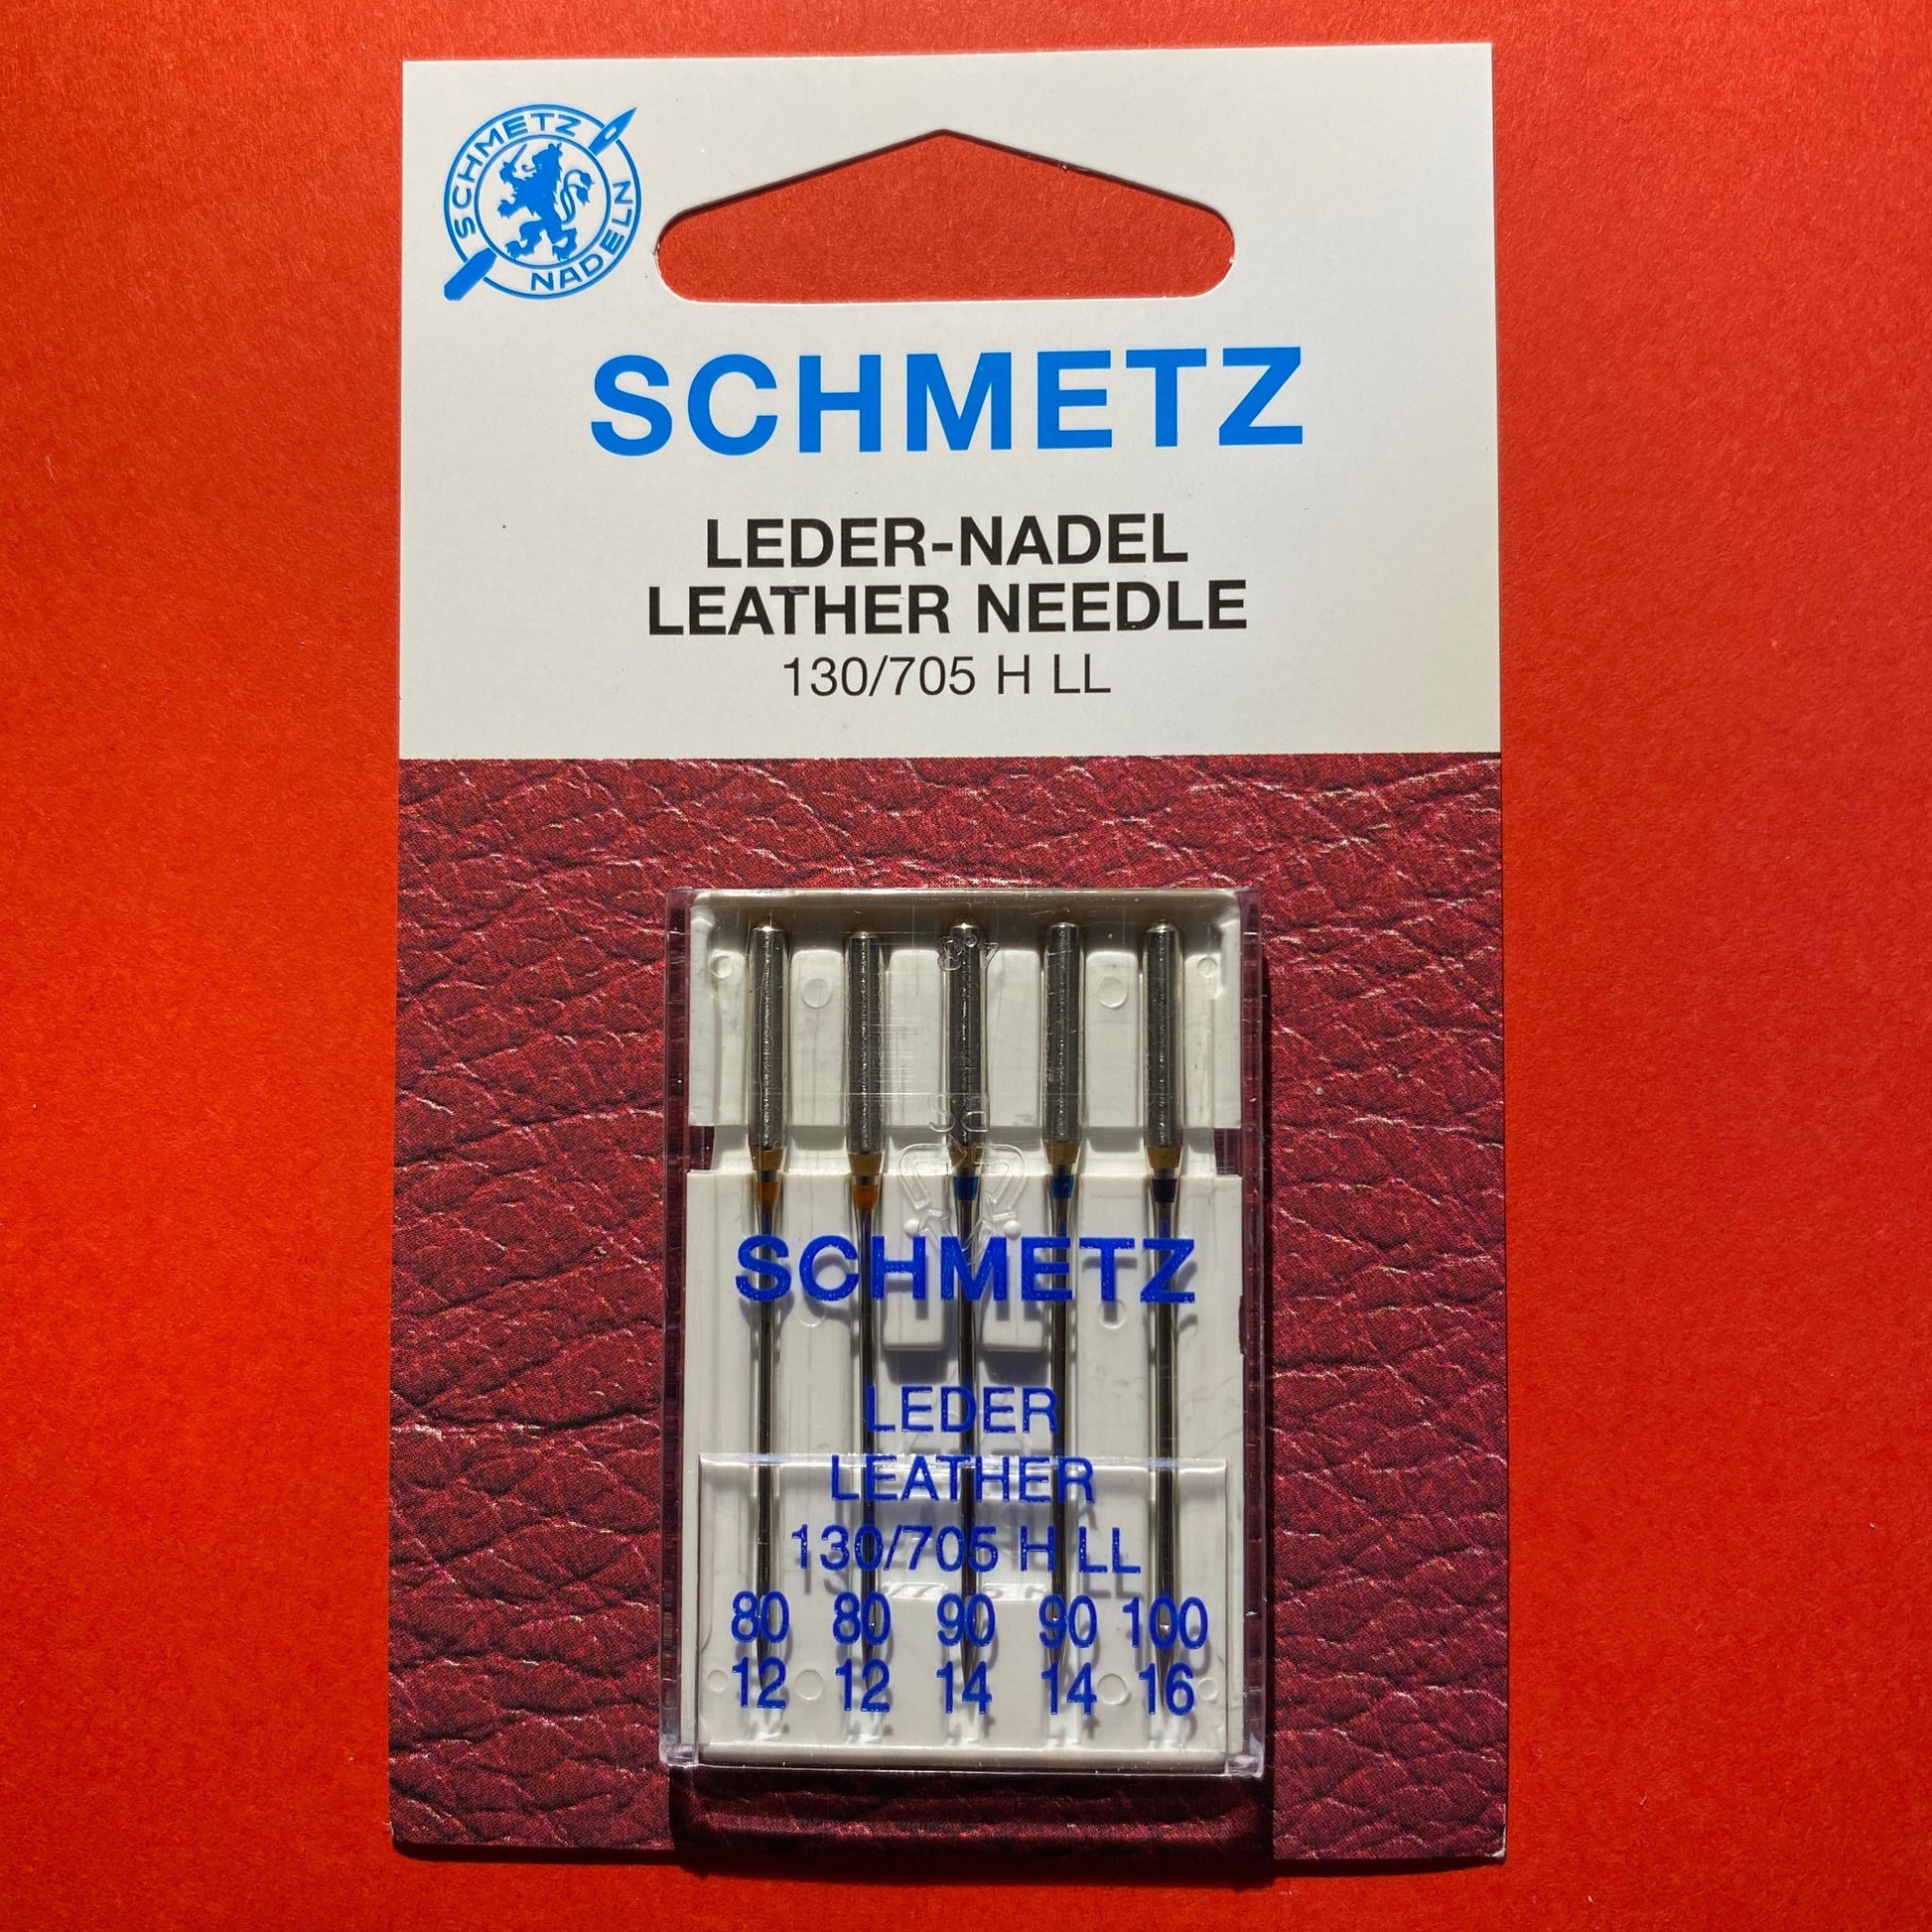 SCHMETZ
NADELN
SCHMETZ
LEDER-NADEL
LEATHER NEEDLE
130/705 H LL
SCHMETZ
LEDER
LEATHER
130/705 H LL
80 80 90 90 100
12 12 14 14 16